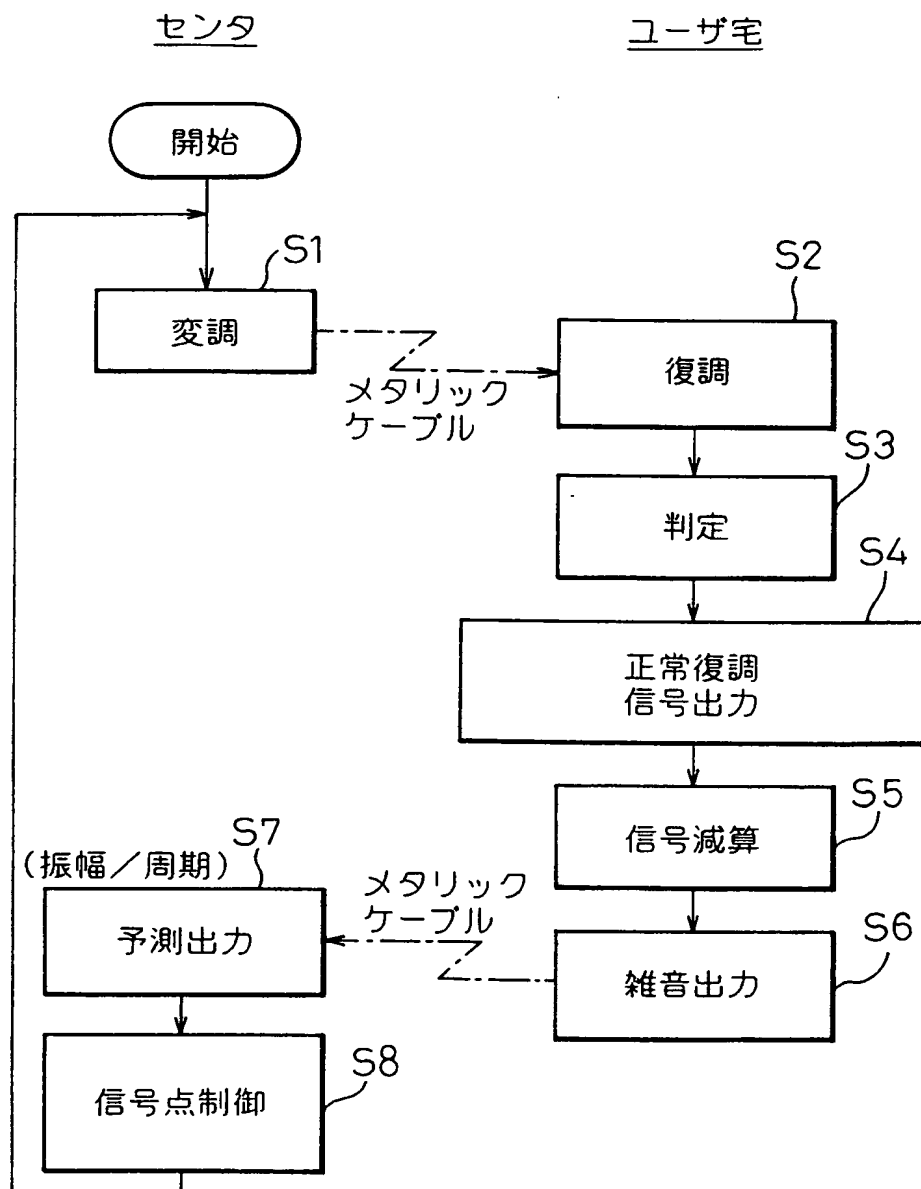 センタ
ユーザ宅
開始
S1
変調
メタリック
ケーブル
S2
復調
S3
判定
S4
正常復調
信号出力
S5
信号減算
S6
雑音出力
メタリック
ケーブル
S7
(振幅／周期)
予測出力
S8
信号点制御